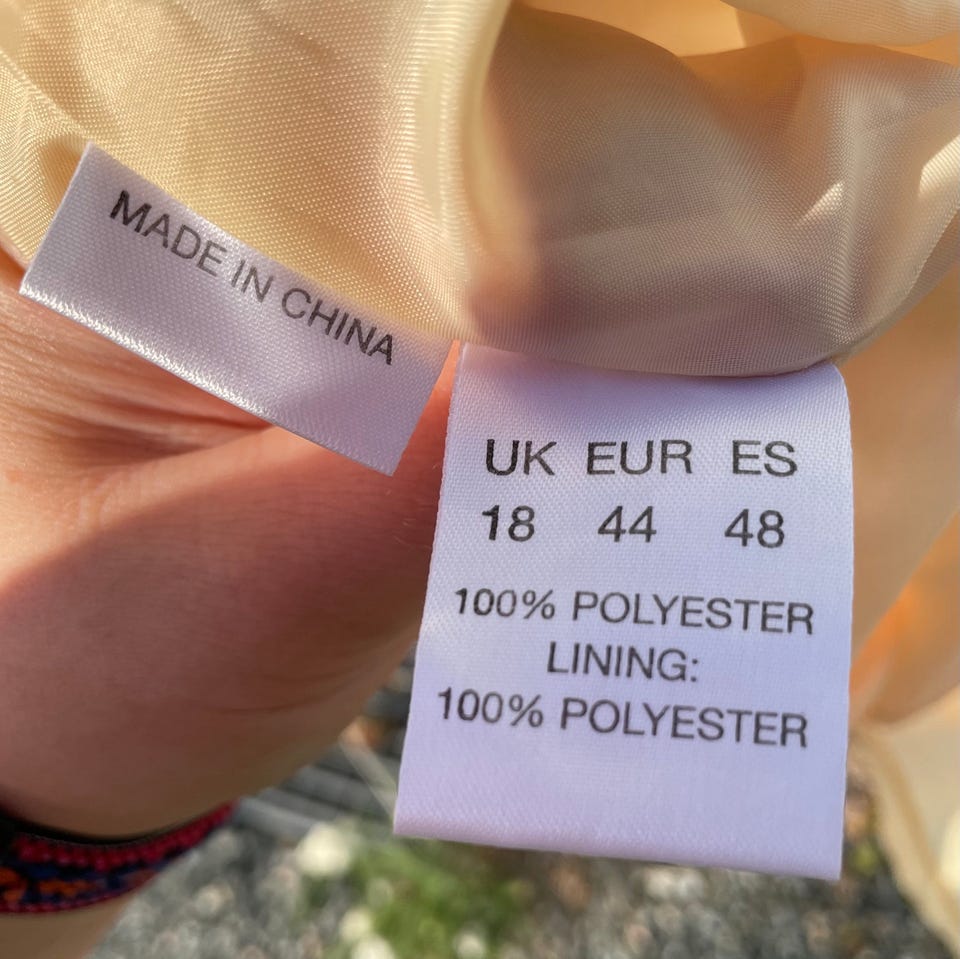 MADE IN CHINA
UK EUR ES
18 44 48
100% POLYESTER
LINING:
100% POLYESTER